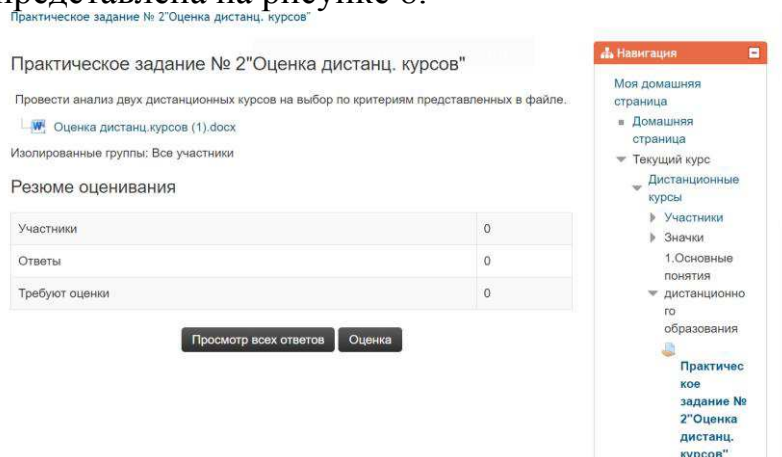 представлена на рисунке 6.
Практическое задание № 2"Оценка дистанц. курсов"
Практическое задание № 2"Оценка дистанц. курсов"
Провести анализ двух дистанционных курсов на выбор по критериям представленных в файле.
Оценка дистанц.курсов (1).docx
Изолированные группы: Все участники
Резюме оценивания
Участники 0
Ответы 0
Требуют оценки 0
Просмотр всех ответов Оценка
Навигация
Моя домашняя
страница
Домашняя
страница
Текущий курс
Дистанционные
курсы
Участники
Значки
1.Основные
понятия
дистанционно
го
образования
Практичес
кое
задание №
2"Оценка
дистанц.
курсов"